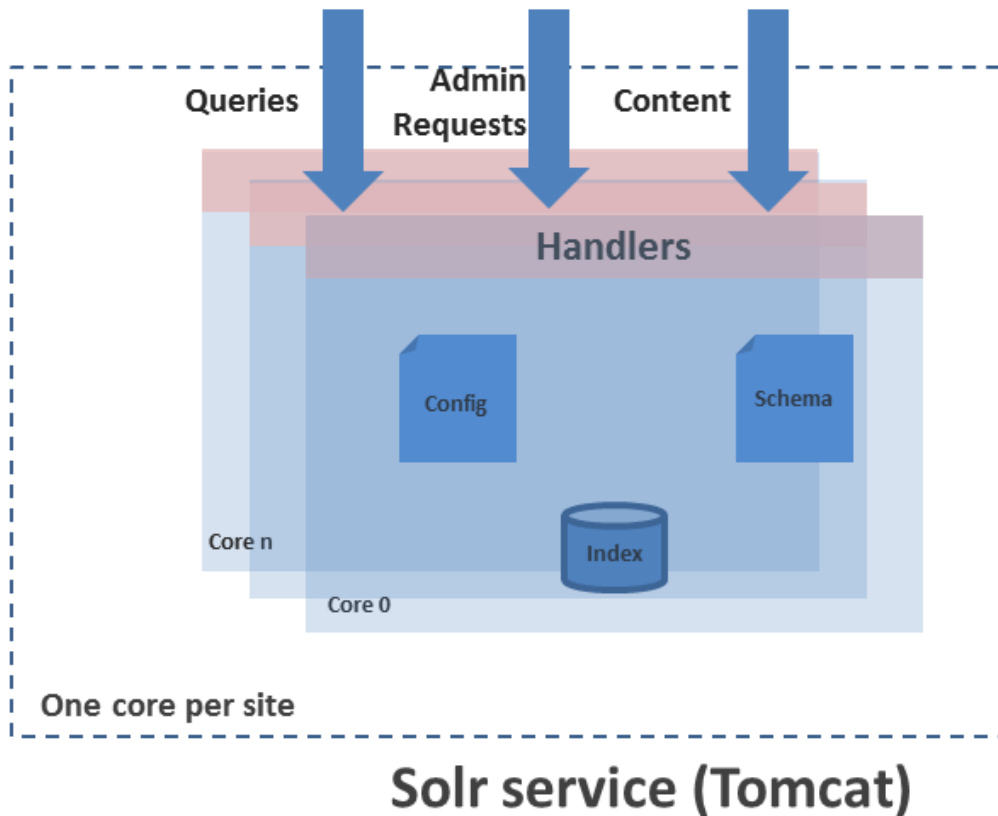 Queries
Admin
Requests
Content
Handlers
Config
Schema
Index
Core n
Core 0
One core per site
Solr service (Tomcat)